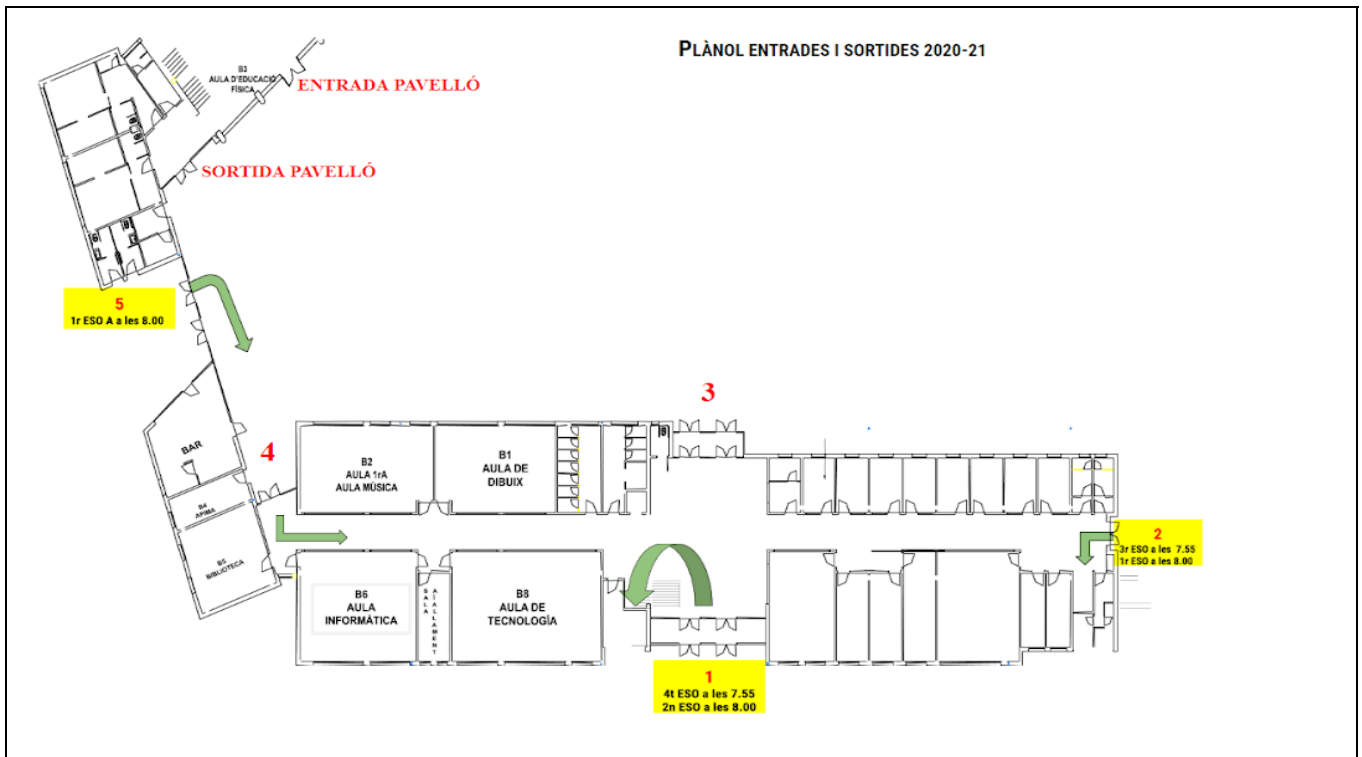 PLÀNOL ENTRADES I SORTIDES 2020-21
B3
AULA D'EDUCACIÓ
FÍSICA
ENTRADA PAVELLÓ
SORTIDA PAVELLÓ
5
1r ESO A a les 8.00
3
4
BAR
B4
AFIMA
B5
BIBLIOTECA
B2
AULA 1rA
AULA MÚSICA
B1
AULA DE
DIBUIX
2
3r ESO a les 7.55
1r ESO a les 8.00
B6
AULA
INFORMÁTICA
SALA
AÏALLAMENT
B8
AULA DE
TECNOLOGÍA
1
4t ESO a les 7.55
2n ESO a les 8.00